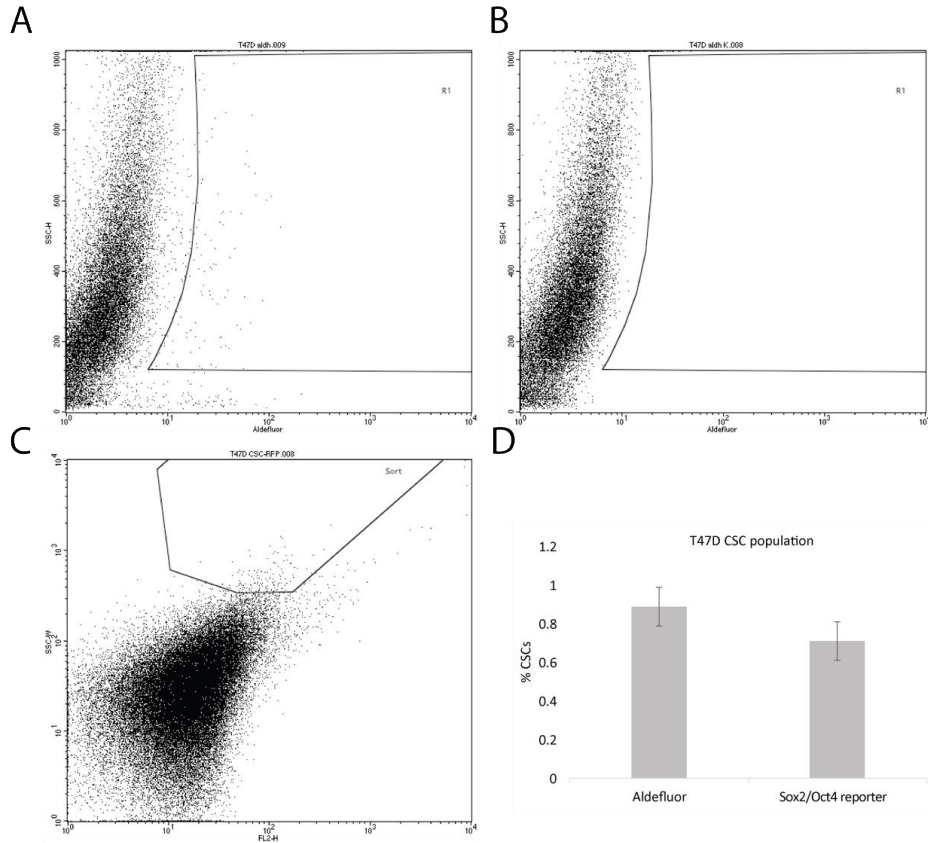 A
B
T47D aldh.009
T47D aldh K.008
1000
800
600
400
200
0
SSC-H
R1
10^0
10^1
10^2
10^3
10^4
Aldefluor
1000
800
600
400
200
0
SSC-H
R1
10^0
10^1
10^2
10^3
Aldefluor
C
D
T47D CSC-RFP.008
10^4
10^3
10^2
10^1
10^0
Sort
10^0
10^1
10^2
10^3
10^4
FL2-H
T47D CSC population
1.2
1
0.8
0.6
0.4
0.2
0
% CSCs
Aldefluor
Sox2/Oct4 reporter